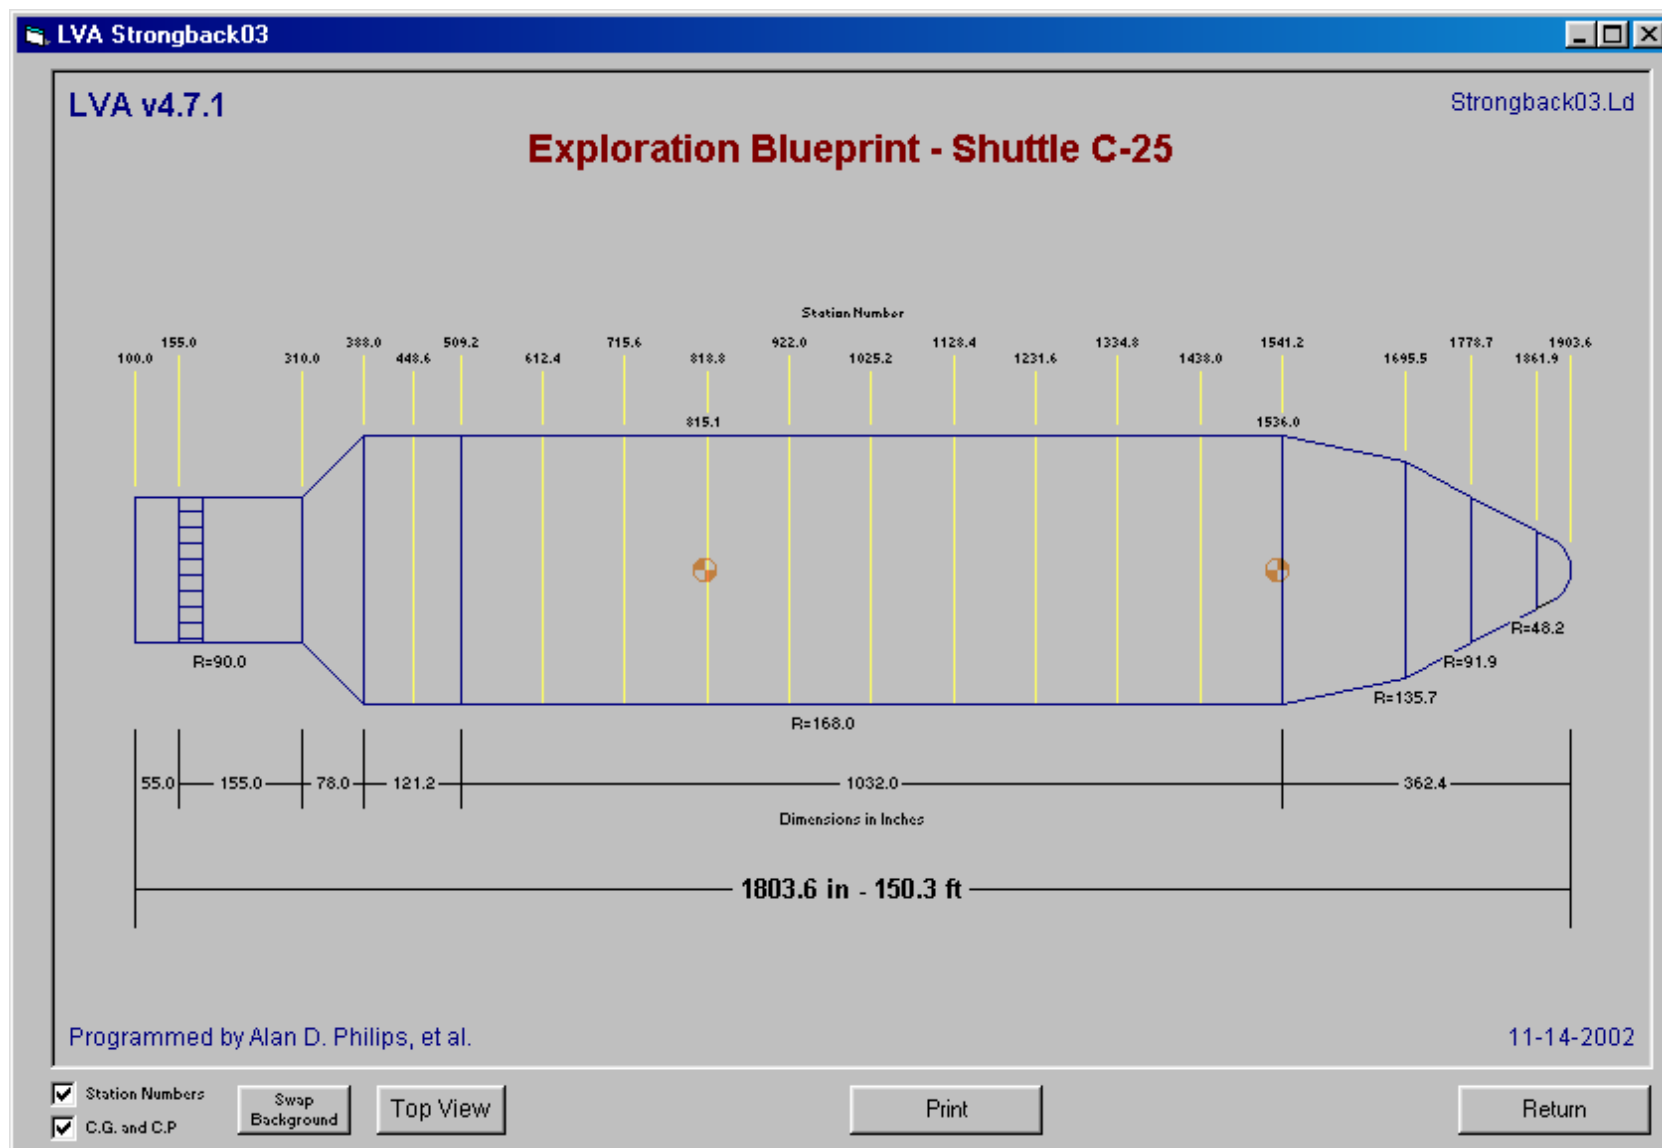 LVA Strongback03
LVA v4.7.1
Strongback03.Ld
Exploration Blueprint - Shuttle C-25
Station Number
155.0 388.0 509.2 715.6 922.0 1128.4 1334.8 1541.2 1778.7 1903.6
100.0 310.0 448.6 612.4 818.8 1025.2 1231.6 1438.0 1695.5 1861.9
815.1 1536.0
R=48.2
R=90.0 R=91.9
R=135.7
R=168.0
55.0 155.0 78.0 121.2 1032.0 362.4
Dimensions in Inches
1803.6 in - 150.3 ft
Programmed by Alan D. Philips, et al.
11-14-2002
Station Numbers
C.G. and C.P
Swap
Background
Top View
Print
Return